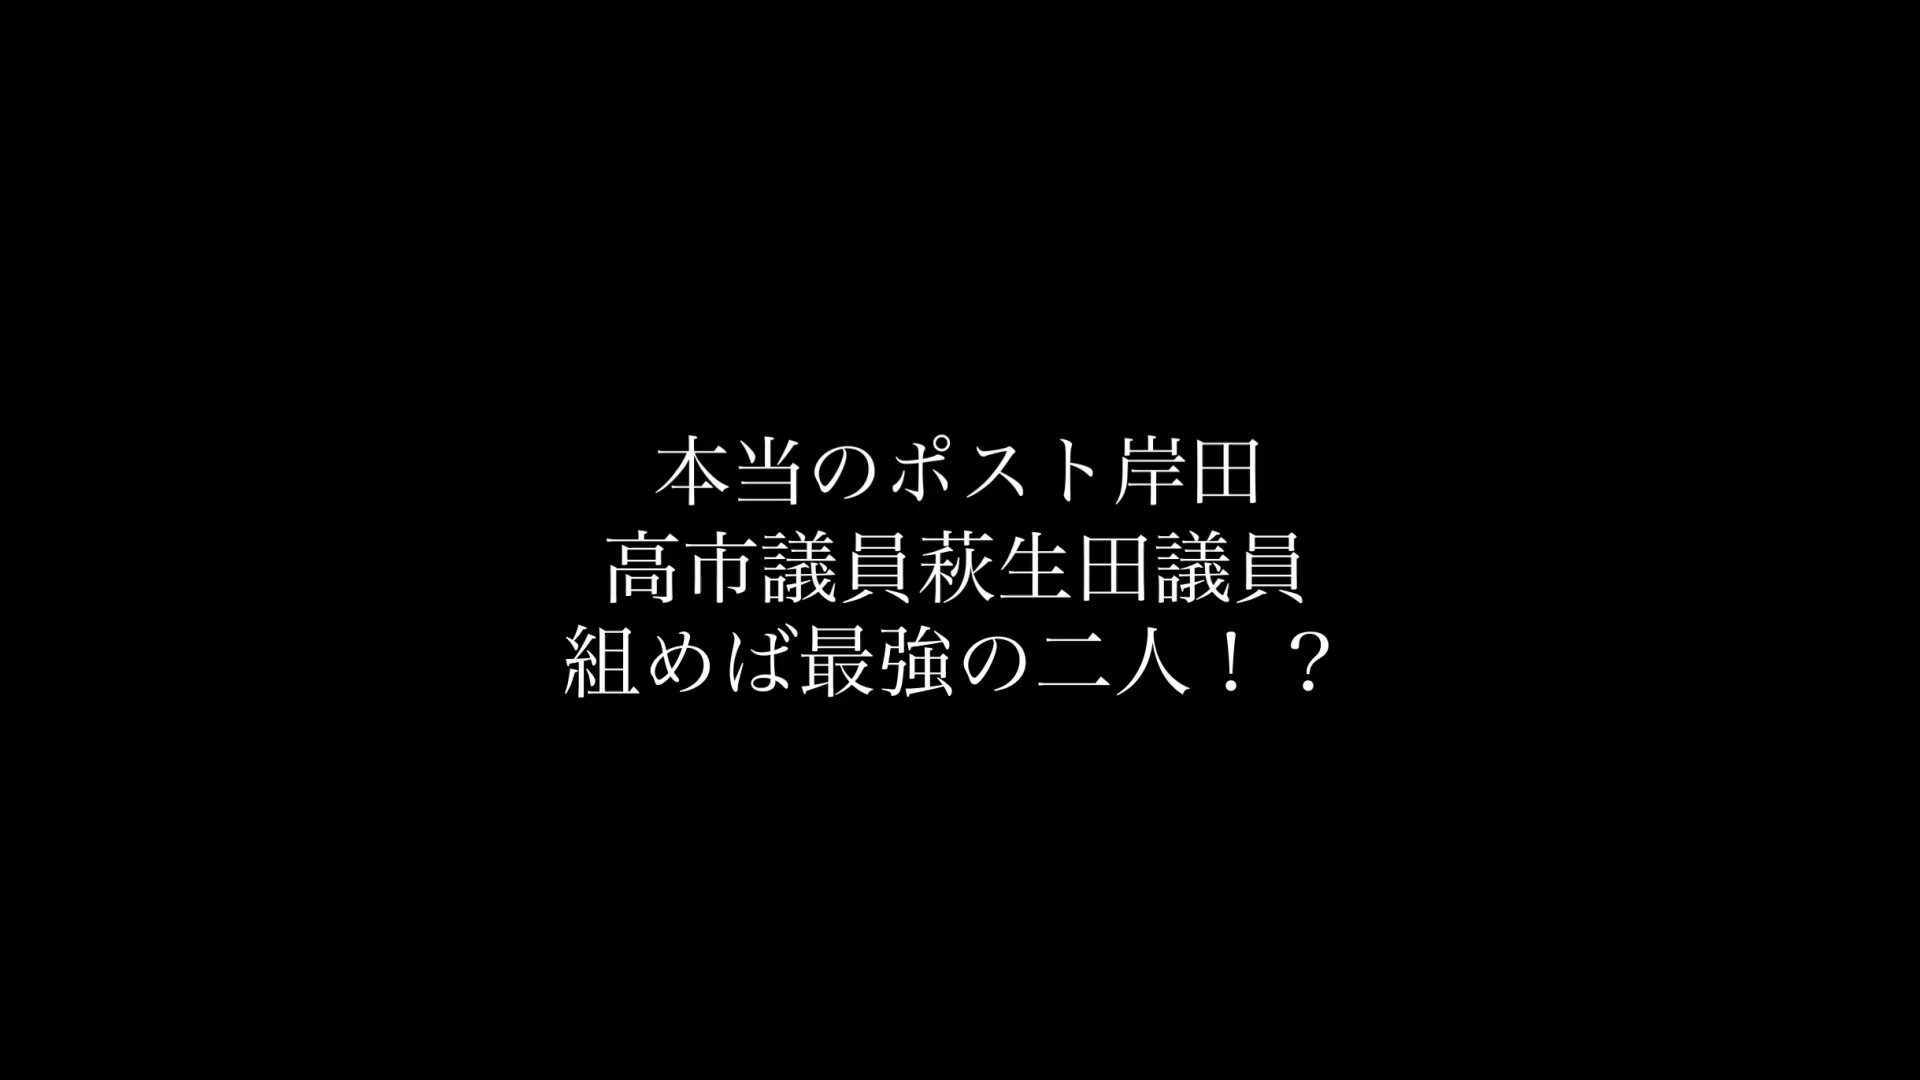 本当のポスト岸田
高市議員萩生田議員
組めば最強の二人！？